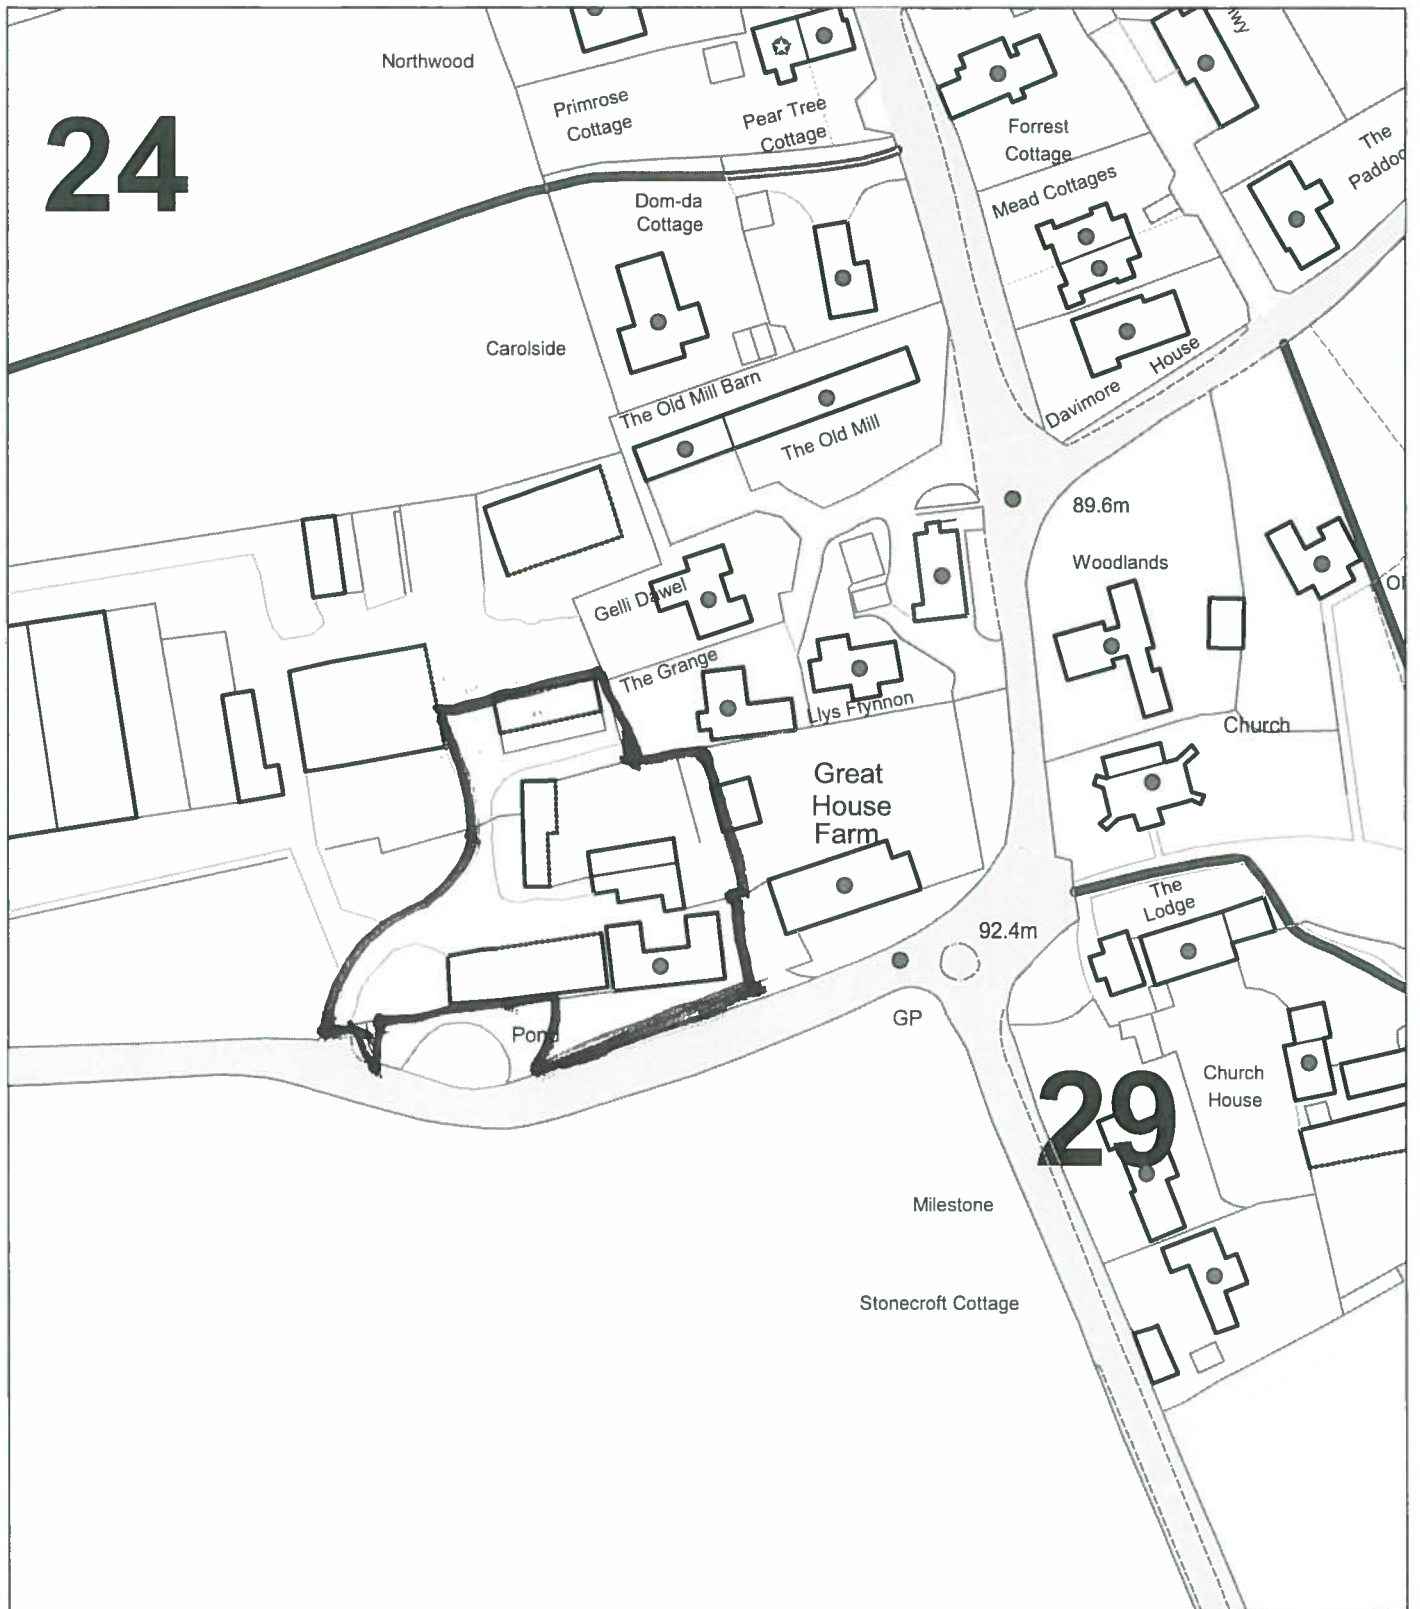 Northwood
24
Primrose
Cottage
Pear Tree
Cottage
Forrest
Cottage
The
Mead Cottages
Dom-da
Cottage
Carolside
Davimore House
The Old Mill Barn
The Old Mill
89.6m
Woodlands
Gelli Dawel
The Grange
Llys Ffynnon
Church
Great
House
Farm
The
Lodge
92.4m
GP
Pond
Church
House
29
Milestone
Stonecroft Cottage